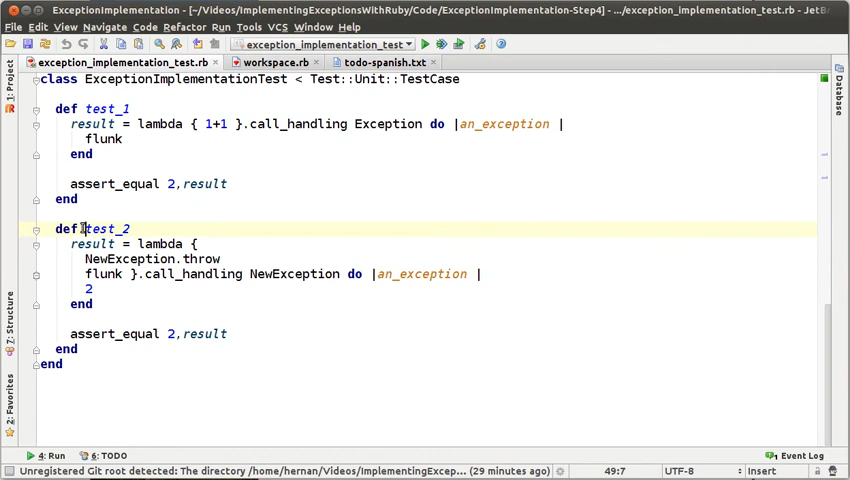 ExceptionImplementation - [~/Videos/ImplementingExceptionsWithRuby/Code/ExceptionImplementation-Step4] - .../exception_implementation_test.rb - JetBr
File Edit View Navigate Code Refactor Run Tools VCS Window Help
exception_implementation_test
exception_implementation_test.rb workspace.rb todo-spanish.txt
1: Project
7: Structure
2: Favorites
Database
class ExceptionImplementationTest < Test::Unit::TestCase
def test_1
result = lambda { 1+1 }.call_handling Exception do |an_exception |
flunk
end
assert_equal 2,result
end
def test_2
result = lambda {
NewException.throw
flunk }.call_handling NewException do |an_exception |
2
end
assert_equal 2,result
end
end
4: Run 6: TODO Event Log
Unregistered Git root detected: The directory /home/hernan/Videos/ImplementingExcep... (29 minutes ago) 49:7 UTF-8 Insert